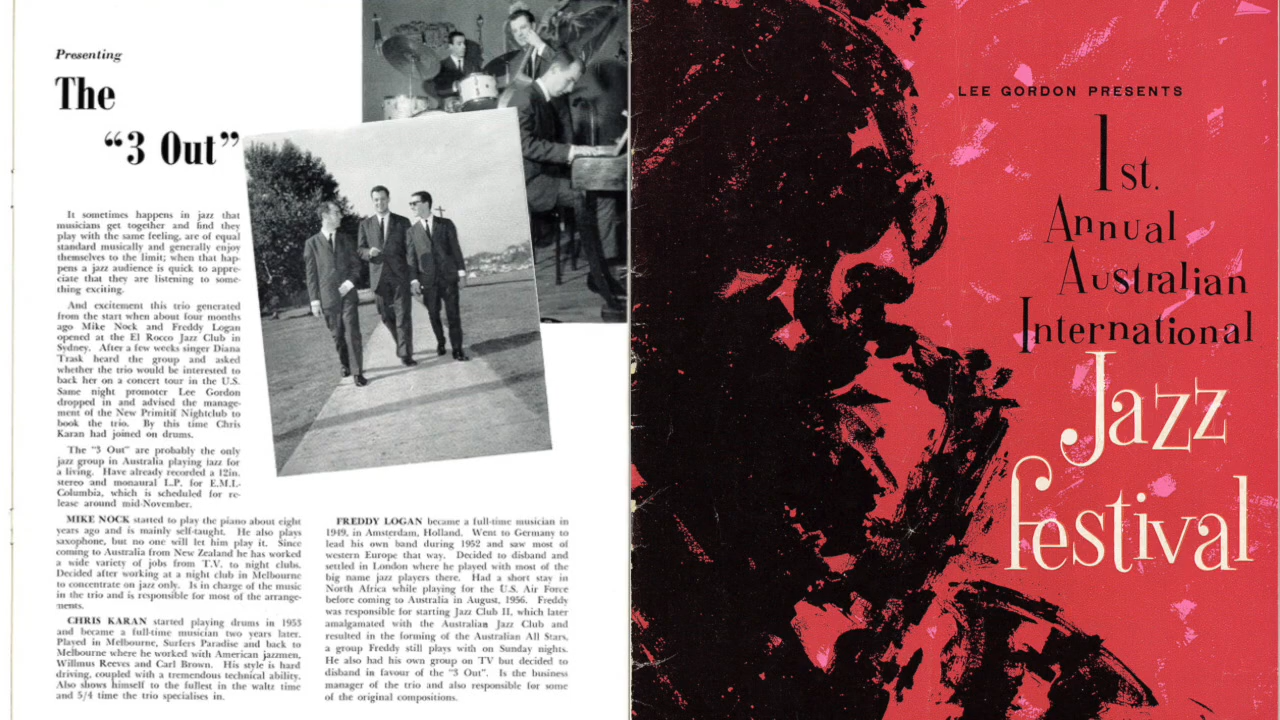 Presenting
The
“3 Out”
It sometimes happens in jazz that
musicians get together and find they
play with the same feeling, are of equal
standard musically and generally enjoy
themselves to the limit; when that hap-
pens a jazz audience is quick to appre-
ciate that they are listening to some-
thing exciting.
And excitement this trio generated
from the start when about four months
ago Mike Nock and Freddy Logan
opened at the El Rocco Jazz Club in
Sydney. After a few weeks singer Diana
Trask heard the group and asked
whether the trio would be interested to
back her on a concert tour in the U.S.
Same night promoter Lee Gordon
dropped in and advised the manage-
ment of the New Primitif Nightclub to
book the trio. By this time Chris
Karan had joined on drums.
The "3 Out" are probably the only
jazz group in Australia playing jazz for
a living. Have already recorded a 12in.
stereo and monaural L.P. for E.M.I.-
Columbia, which is scheduled for re-
lease around mid-November.
MIKE NOCK started to play the piano about eight
years ago and is mainly self-taught. He also plays
saxophone, but no one will let him play it. Since
coming to Australia from New Zealand he has worked
a wide variety of jobs from T.V. to night clubs.
Decided after working at a night club in Melbourne
to concentrate on jazz only. Is in charge of the music
in the trio and is responsible for most of the arrange-
ments.
CHRIS KARAN started playing drums in 1953
and became a full-time musician two years later.
Played in Melbourne, Surfers Paradise and back to
Melbourne where he worked with American jazzmen,
Willmus Reeves and Carl Brown. His style is hard
driving, coupled with a tremendous technical ability.
Also shows himself to the fullest in the waltz time
and 5/4 time the trio specialises in.
FREDDY LOGAN became a full-time musician in
1949, in Amsterdam, Holland. Went to Germany to
lead his own band during 1952 and saw most of
western Europe that way. Decided to disband and
settled in London where he played with most of the
big name jazz players there. Had a short stay in
North Africa while playing for the U.S. Air Force
before coming to Australia in August, 1956. Freddy
was responsible for starting Jazz Club II, which later
amalgamated with the Australian Jazz Club and
resulted in the forming of the Australian All Stars,
a group Freddy still plays with on Sunday nights.
He also had his own group on TV but decided to
disband in favour of the "3 Out". Is the business
manager of the trio and also responsible for some
of the original compositions.
LEE GORDON PRESENTS
1st.
Annual
Australian
International
Jazz
Festival